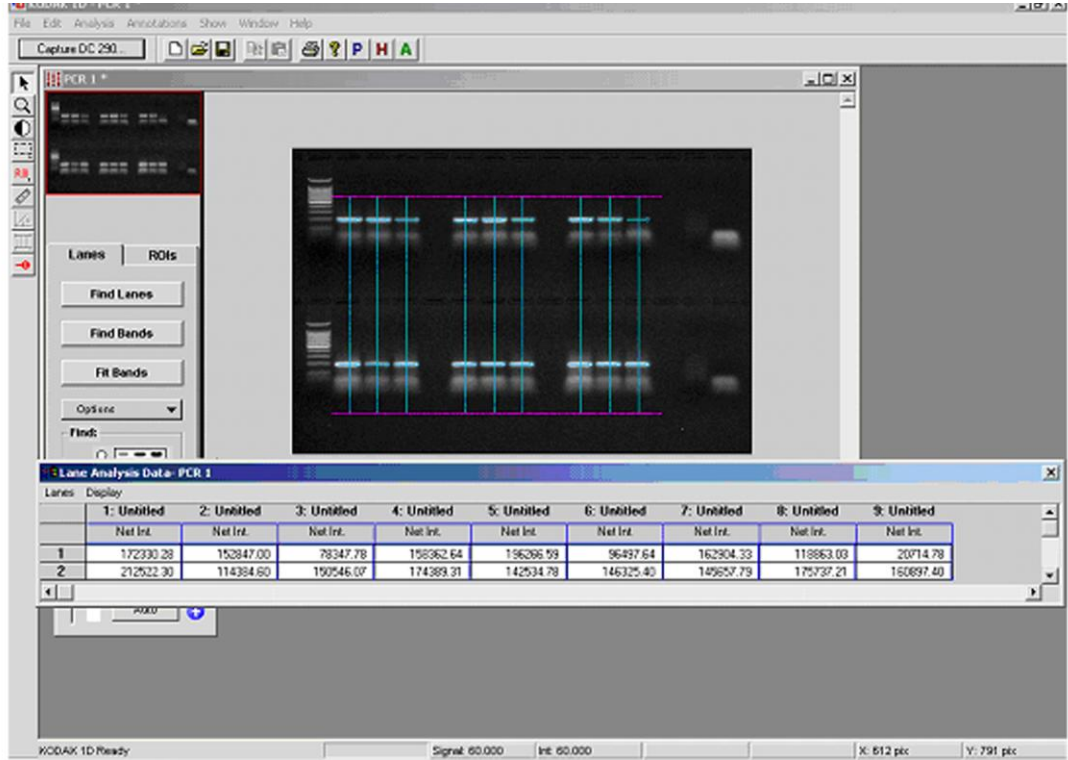 KODAK 1D - PCR 1 *
File Edit Analysis Annotations Show Window Help
Capture DC 290...
P H A
PCR 1 *
Lanes ROIs
Find Lanes
Find Bands
Fit Bands
Options
Find:
Lane Analysis Data- PCR 1
Lanes Display
1: Untitled 2: Untitled 3: Untitled 4: Untitled 5: Untitled 6: Untitled 7: Untitled 8: Untitled 9: Untitled
Net Int. Net Int. Net Int. Net Int. Net Int. Net Int. Net Int. Net Int. Net Int.
1 172330.28 152847.00 78347.78 158362.64 196266.59 96497.64 162904.33 118863.03 20714.78
2 212522.30 114384.60 150546.07 174389.31 142534.78 146325.40 145657.79 175737.21 160897.40
Auto
KODAK 1D Ready Signal: 60.000 Int: 60.000 X: 612 pix Y: 791 pix